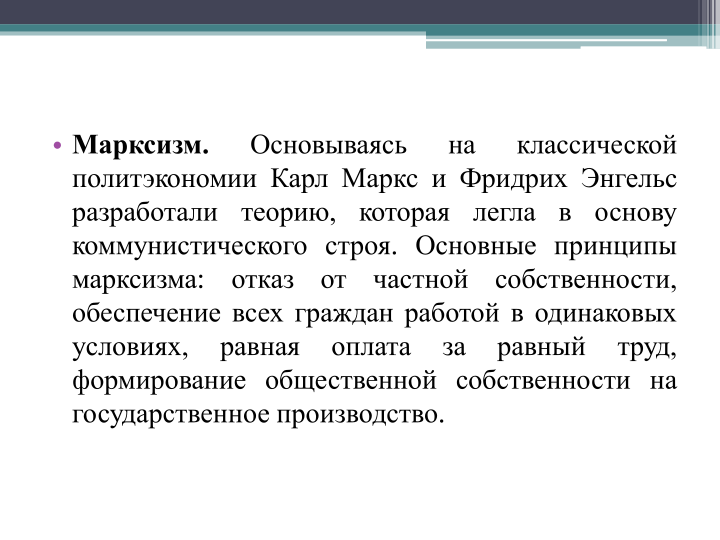 • Марксизм. Основываясь на классической
политэкономии Карл Маркс и Фридрих Энгельс
разработали теорию, которая легла в основу
коммунистического строя. Основные принципы
марксизма: отказ от частной собственности,
обеспечение всех граждан работой в одинаковых
условиях, равная оплата за равный труд,
формирование общественной собственности на
государственное производство.